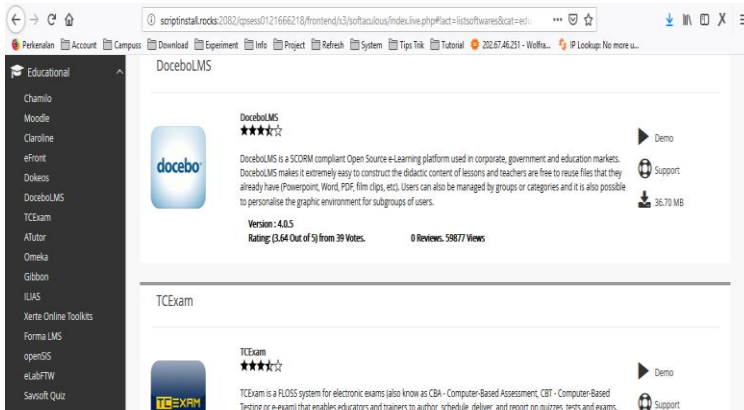 scriptinstall.rocks:2082/cpsess0121666218/frontend/x3/softaculous/index.live.php#act=listsoftwares&cat=edu
Perkenalan Account Campuss Download Experiment Info Project Refresh System Tips Trik Tutorial 202.67.46.251 - Wolfra... IP Lookup: No more u...
Educational
Chamilo
Moodle
Claroline
eFront
Dokeos
DoceboLMS
TCExam
ATutor
Omeka
Gibbon
ILIAS
Xerte Online Toolkits
Forma LMS
openSIS
eLabFTW
Savsoft Quiz
DoceboLMS
docebo
DoceboLMS
DoceboLMS is a SCORM compliant Open Source e-Learning platform used in corporate, government and education markets.
DoceboLMS makes it extremely easy to construct the didactic content of lessons and teachers are free to reuse files that they
already have (Powerpoint, Word, PDF, film clips, etc). Users can also be managed by groups or categories and it is also possible
to personalise the graphic environment for subgroups of users.
Version : 4.0.5
Rating: (3.64 Out of 5) from 39 Votes. 0 Reviews. 59877 Views
Demo
Support
36.70 MB
TCExam
TCEXAM
TCExam
TCExam is a FLOSS system for electronic exams (also know as CBA - Computer-Based Assessment, CBT - Computer-Based
Testing or e-exam) that enables educators and trainers to author, schedule, deliver, and report on quizzes, tests and exams.
Demo
Support